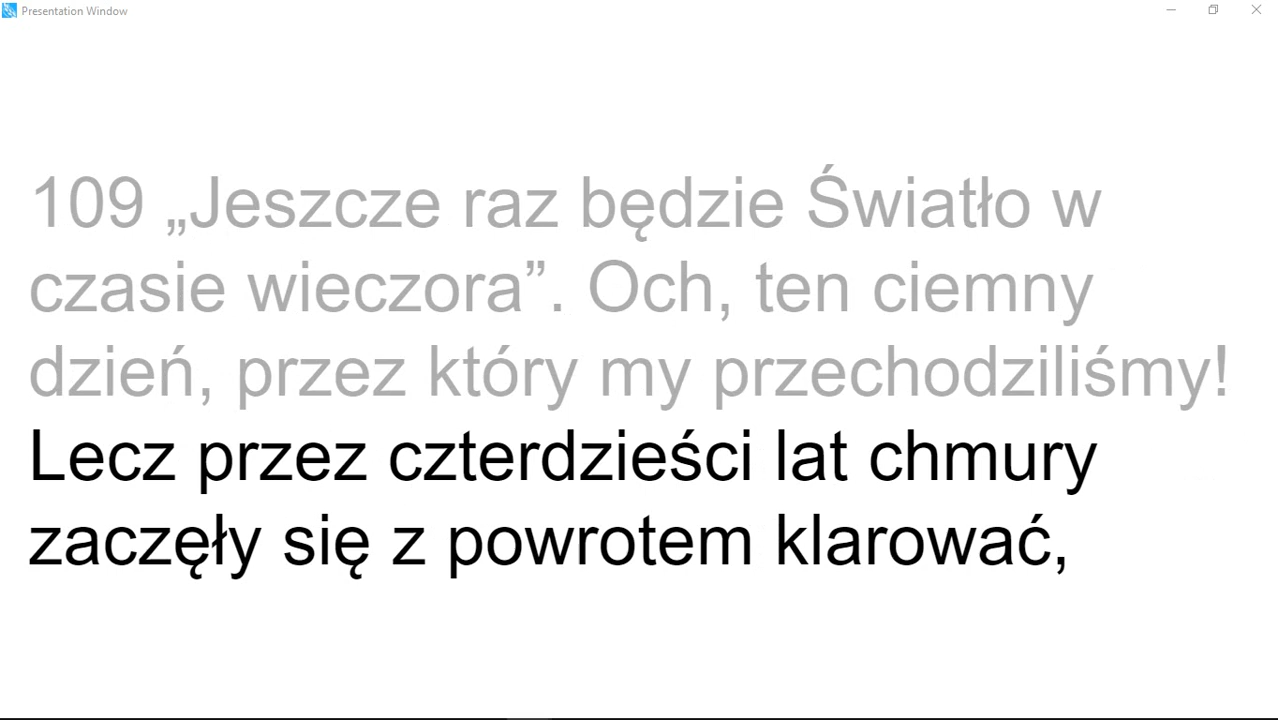 Presentation Window
109 „Jeszcze raz będzie Światło w
czasie wieczora”. Och, ten ciemny
dzień, przez który my przechodziliśmy!
Lecz przez czterdzieści lat chmury
zaczęły się z powrotem klarować,